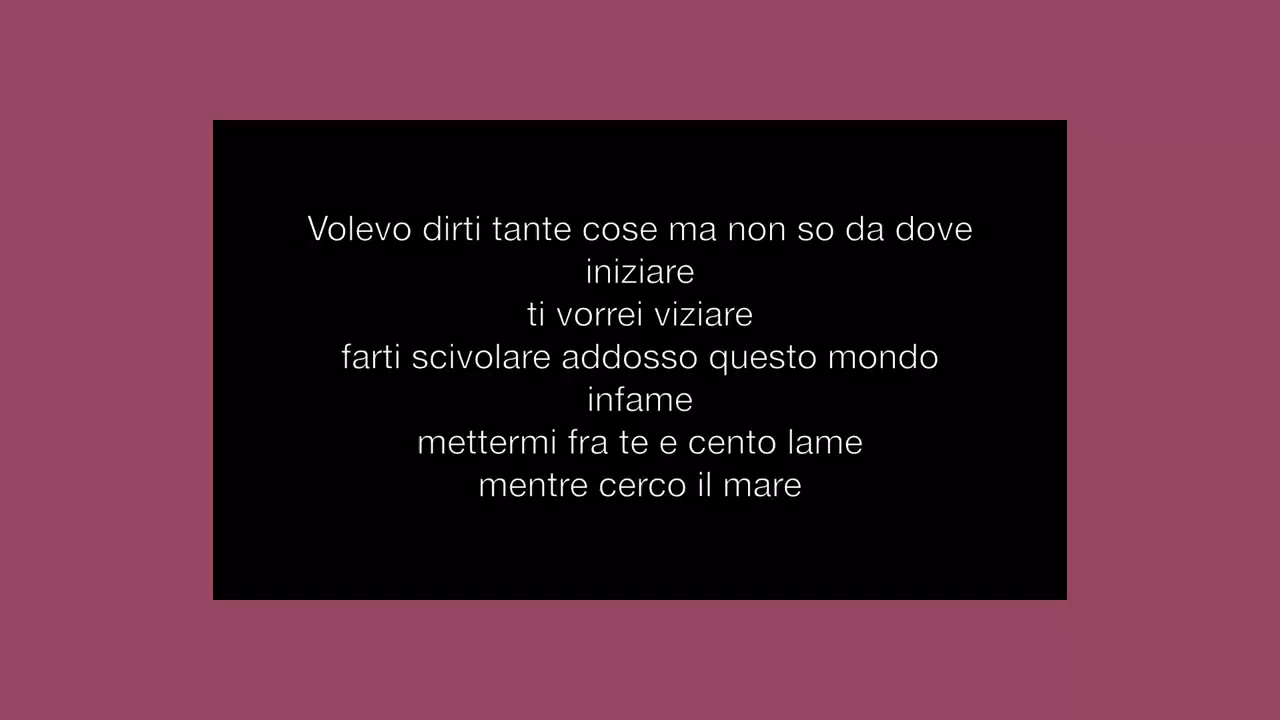 Volevo dirti tante cose ma non so da dove
iniziare
ti vorrei viziare
farti scivolare addosso questo mondo
infame
mettermi fra te e cento lame
mentre cerco il mare